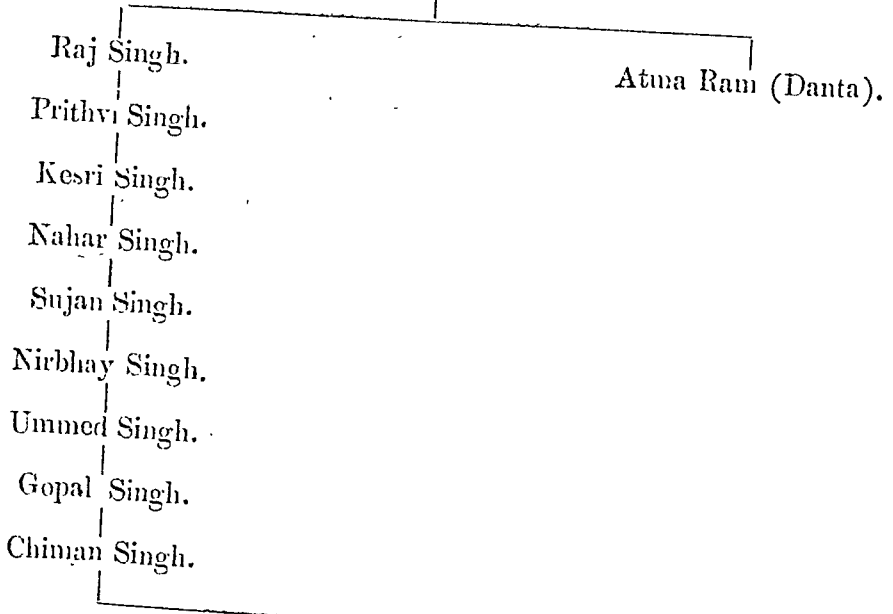 Raj Singh.
Atma Ram (Danta).
Prithvi Singh.
Kesri Singh.
Nahar Singh.
Sujan Singh.
Nirbhay Singh.
Ummed Singh.
Gopal Singh.
Chiman Singh.